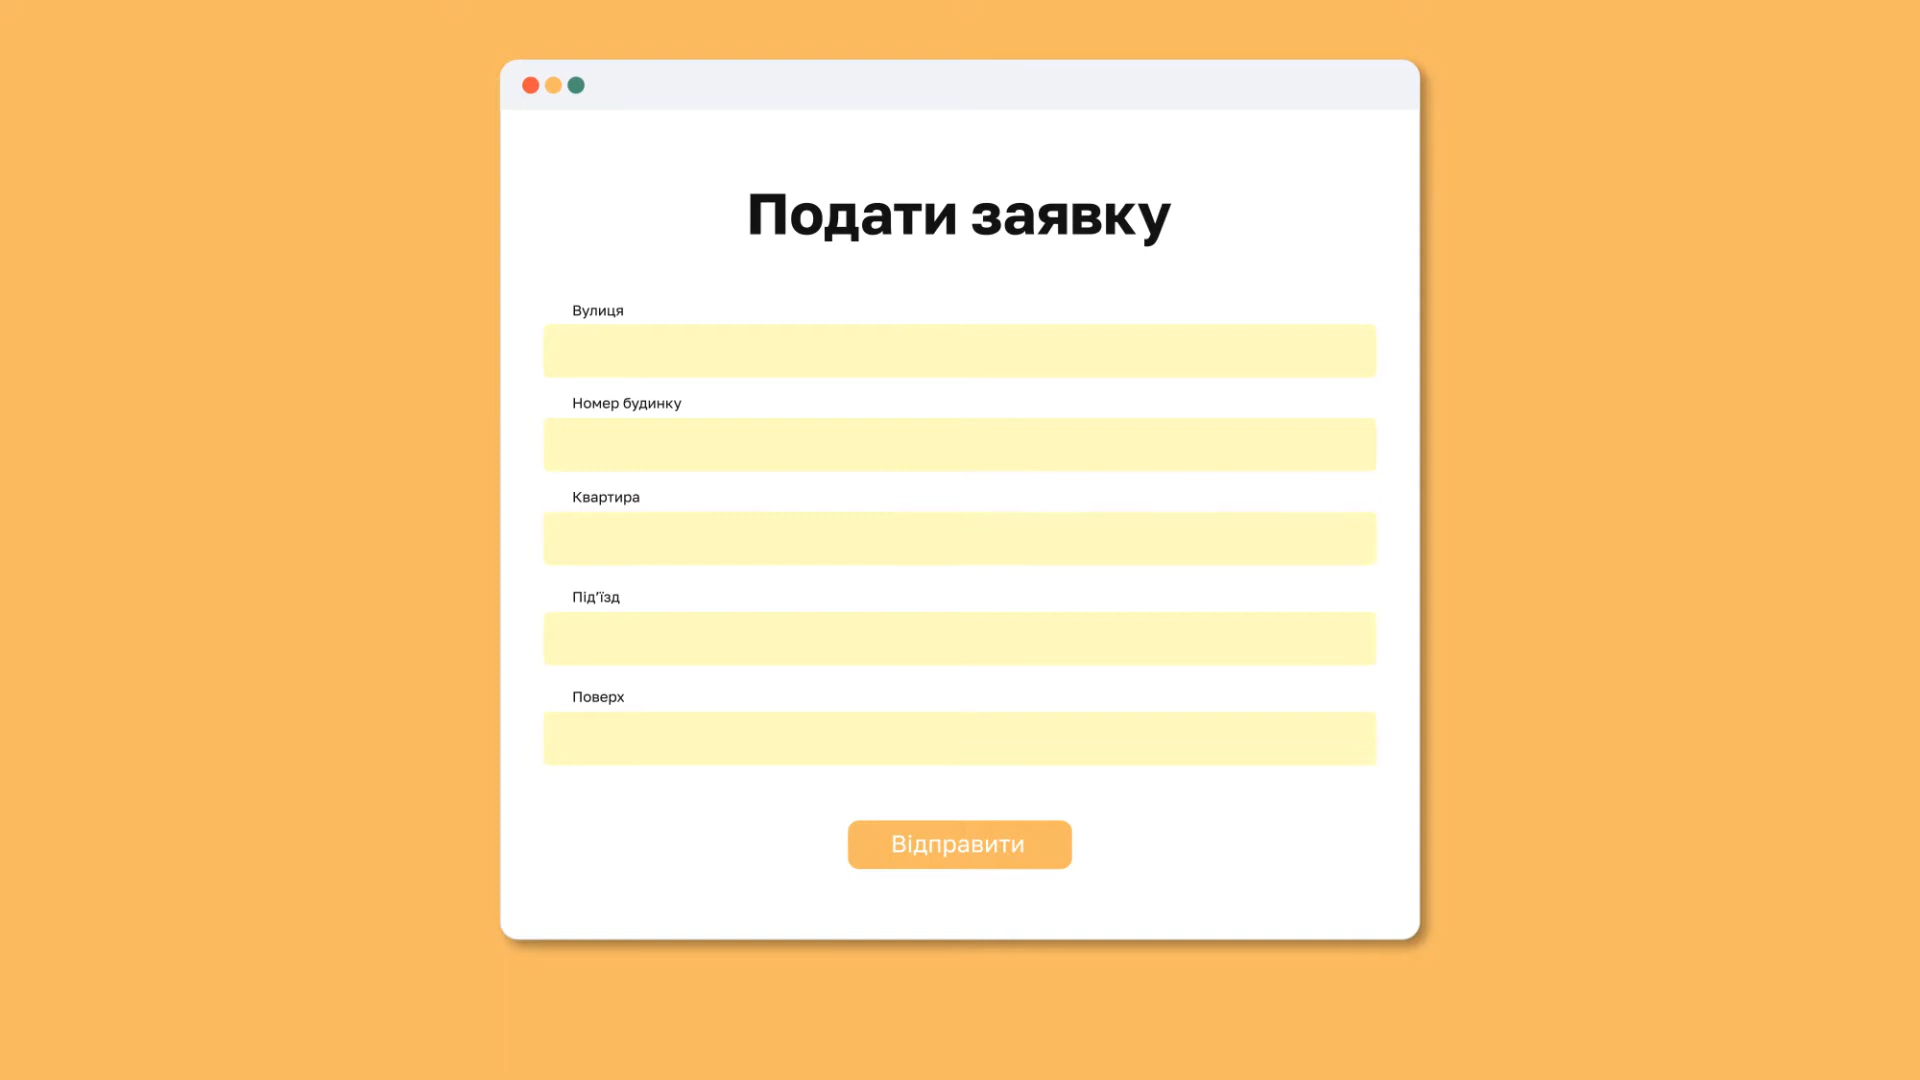 Подати заявку
Вулиця
Номер будинку
Квартира
Під’їзд
Поверх
Відправити